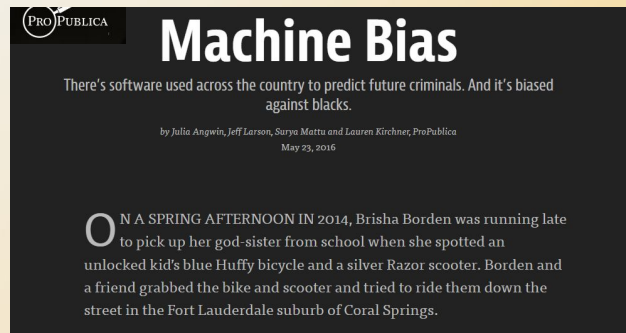 PRO PUBLICA
Machine Bias
There's software used across the country to predict future criminals. And it's biased
against blacks.
by Julia Angwin, Jeff Larson, Surya Mattu and Lauren Kirchner, ProPublica
May 23, 2016
ON A SPRING AFTERNOON IN 2014, Brisha Borden was running late
to pick up her god-sister from school when she spotted an
unlocked kid's blue Huffy bicycle and a silver Razor scooter. Borden and
a friend grabbed the bike and scooter and tried to ride them down the
street in the Fort Lauderdale suburb of Coral Springs.